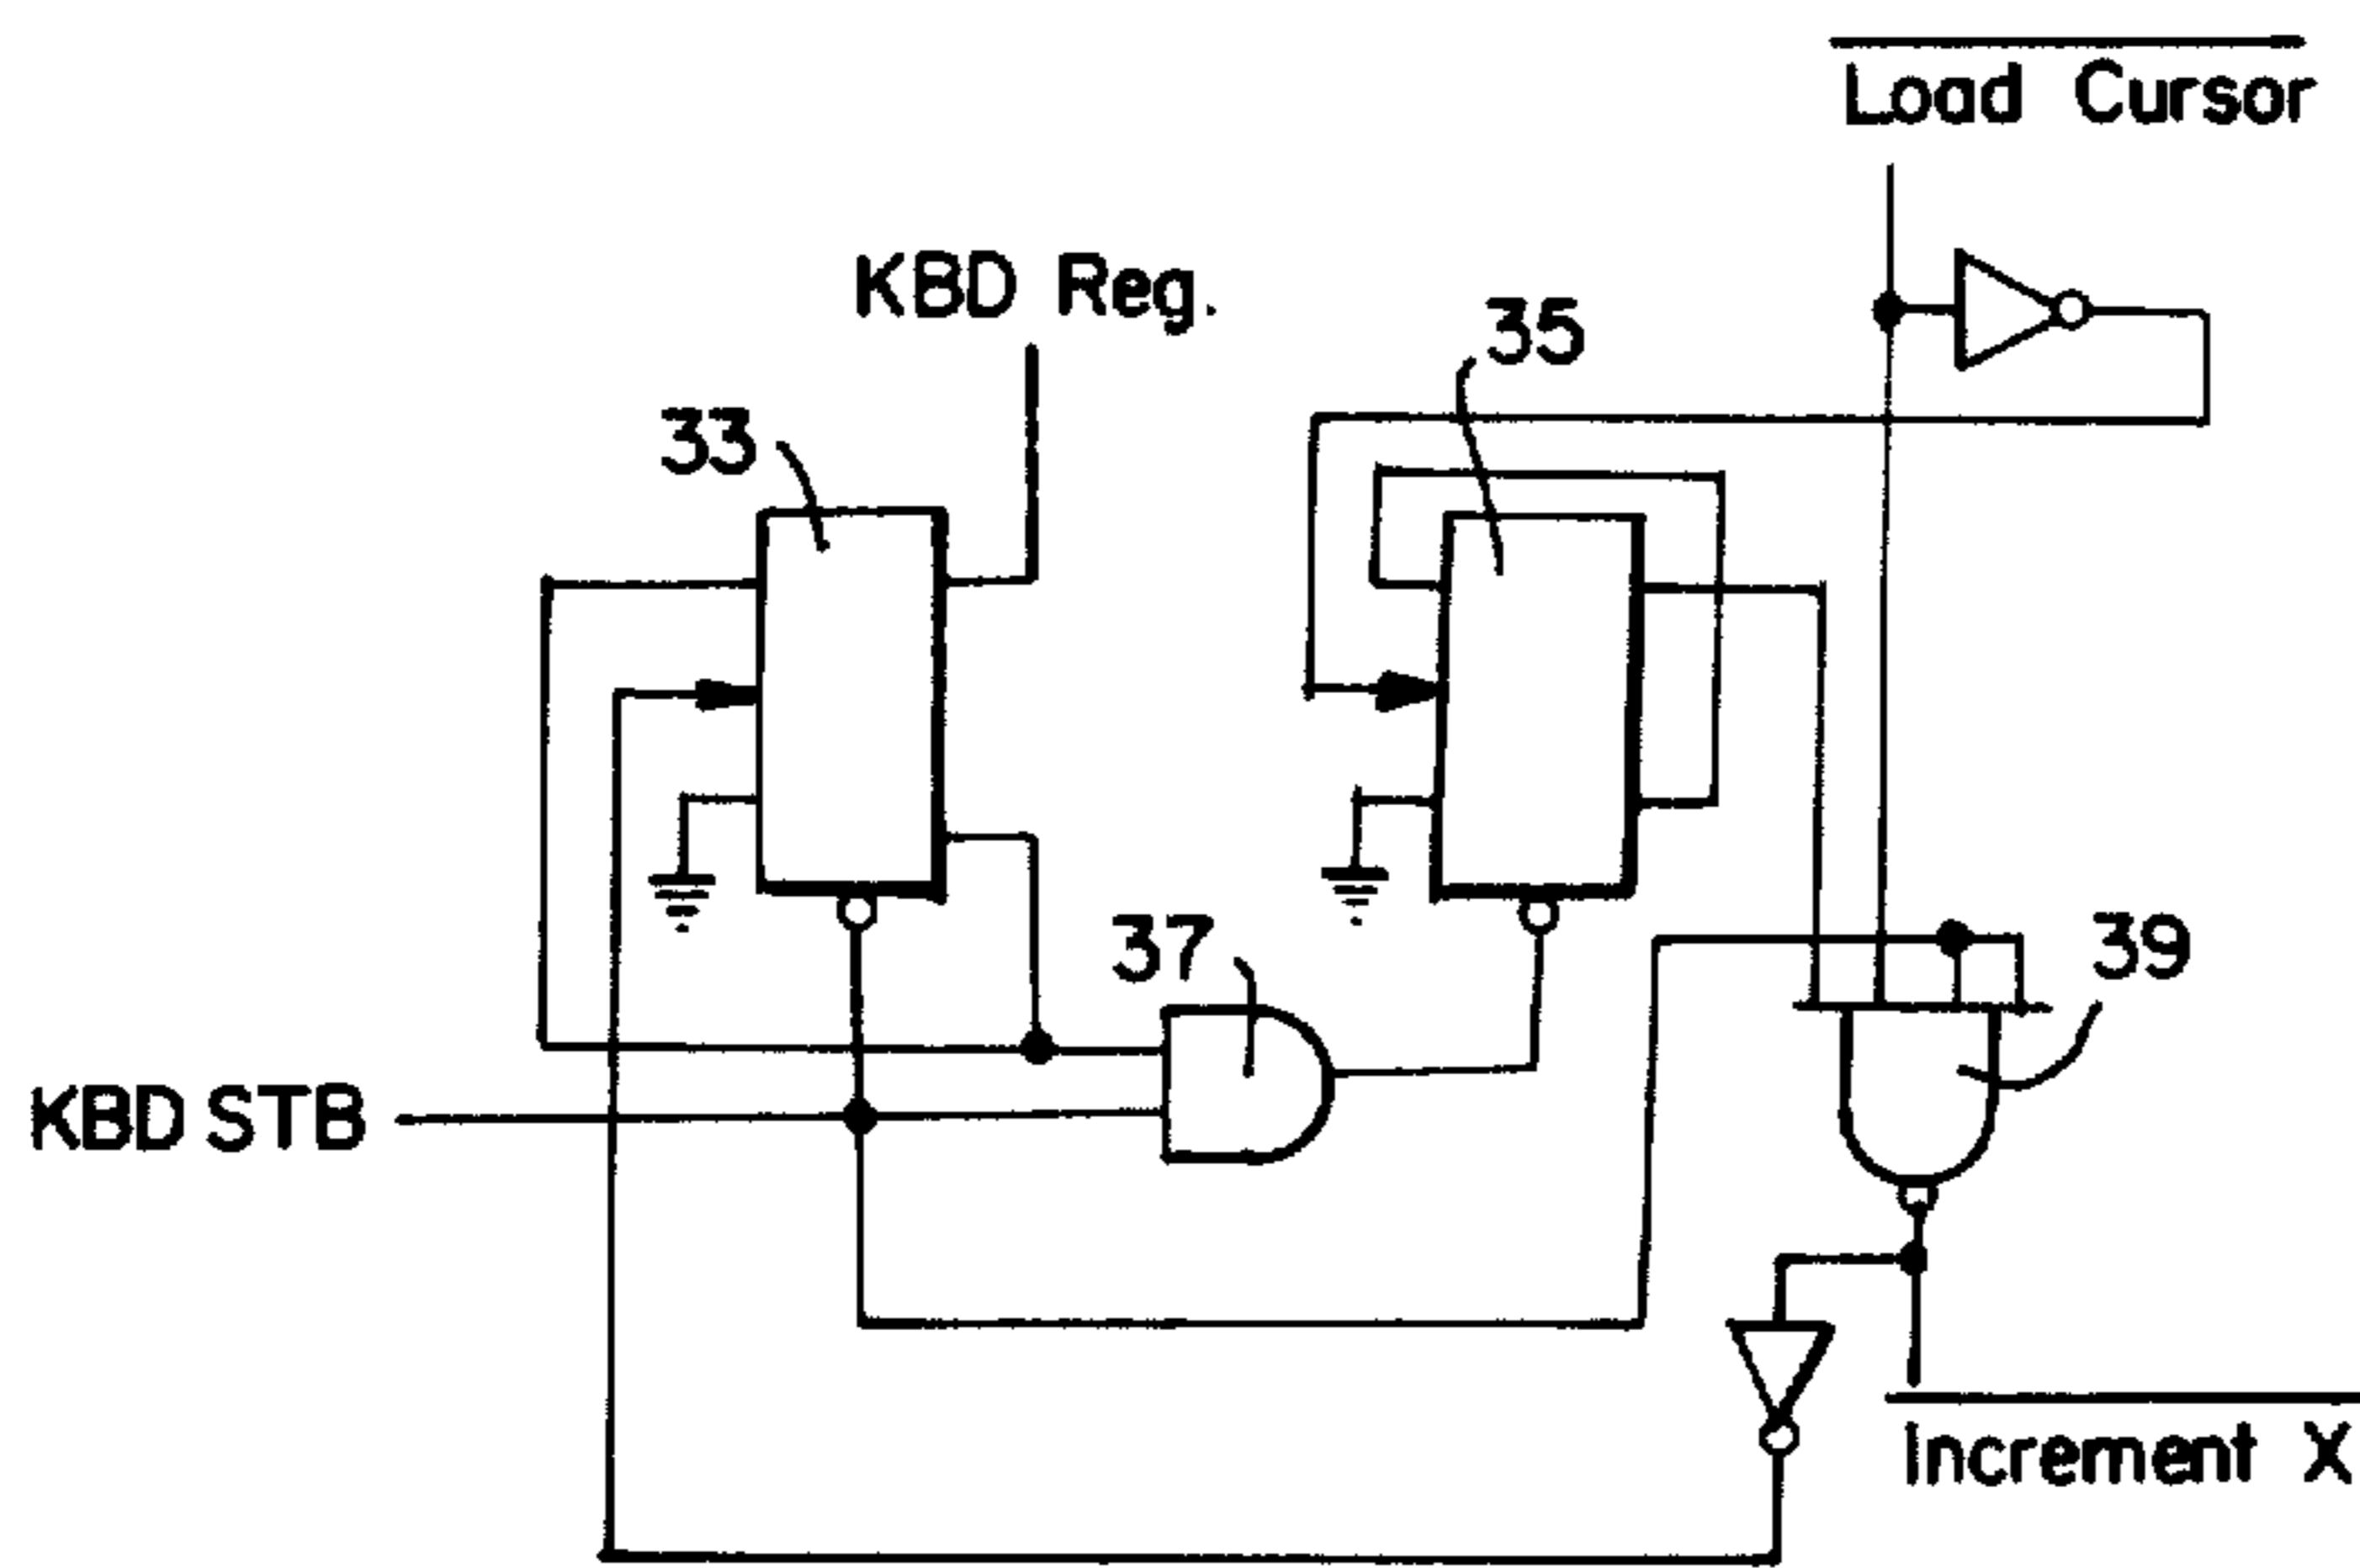 Load Cursor
KBD Reg.
35
33
37
39
KBD STB
Increment X